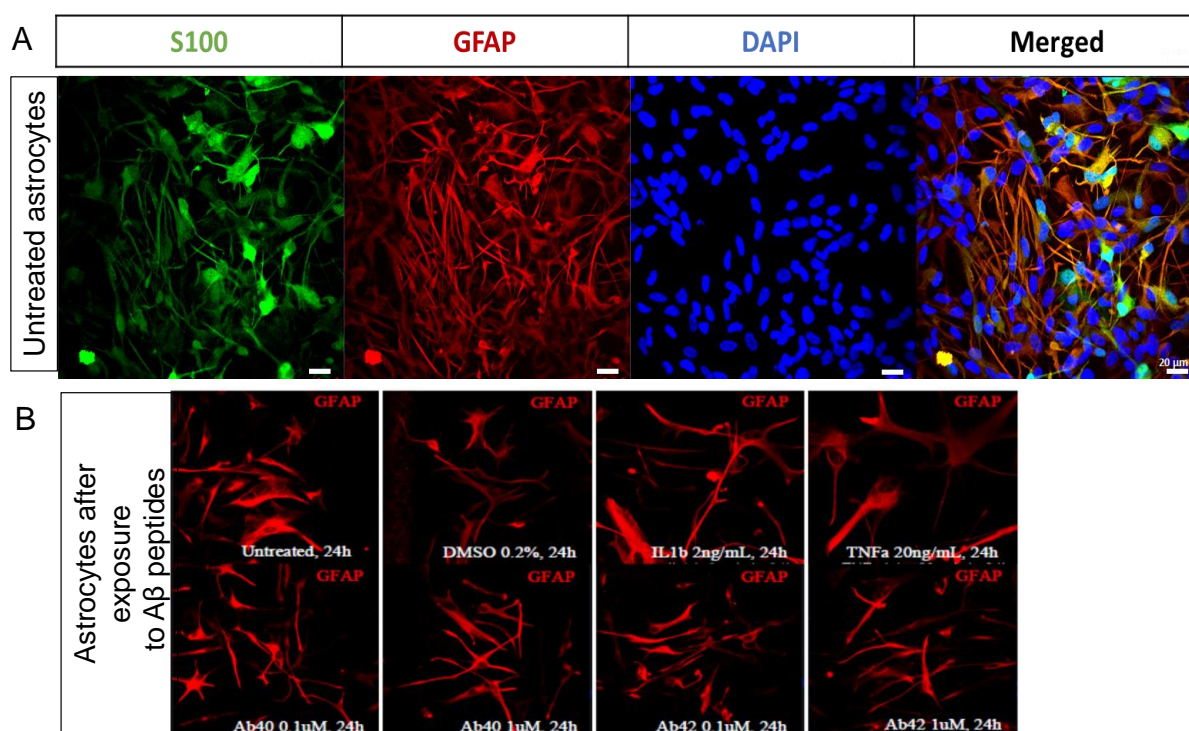 A
S100
GFAP
DAPI
Merged
Untreated astrocytes
20 µm
B
Astrocytes after
exposure
to Aβ peptides
GFAP
Untreated, 24h
GFAP
DMSO 0.2%, 24h
GFAP
IL1b 2ng/mL, 24h
GFAP
TNFa 20ng/mL, 24h
GFAP
Ab40 0.1uM, 24h
GFAP
Ab40 1uM, 24h
GFAP
Ab42 0.1uM, 24h
GFAP
Ab42 1uM, 24h